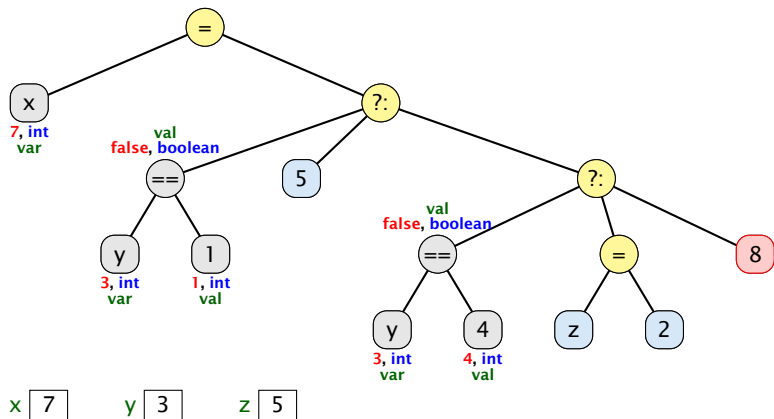 =
x
7, int
var
?:
val
false, boolean
==
5
?:
y
3, int
var
1
1, int
val
val
false, boolean
==
=
8
y
3, int
var
4
4, int
val
z
2
x 7 y 3 z 5